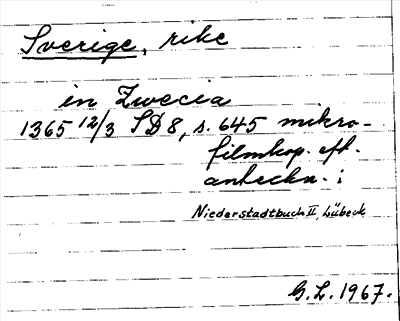 Sverige, rike
in Zwecia
1365 12/3 SD 8, s. 645 mikro-
filmkop. eft.
anteckn. :
Niederstadtbuch II, Lübeck
G. L. 1967.